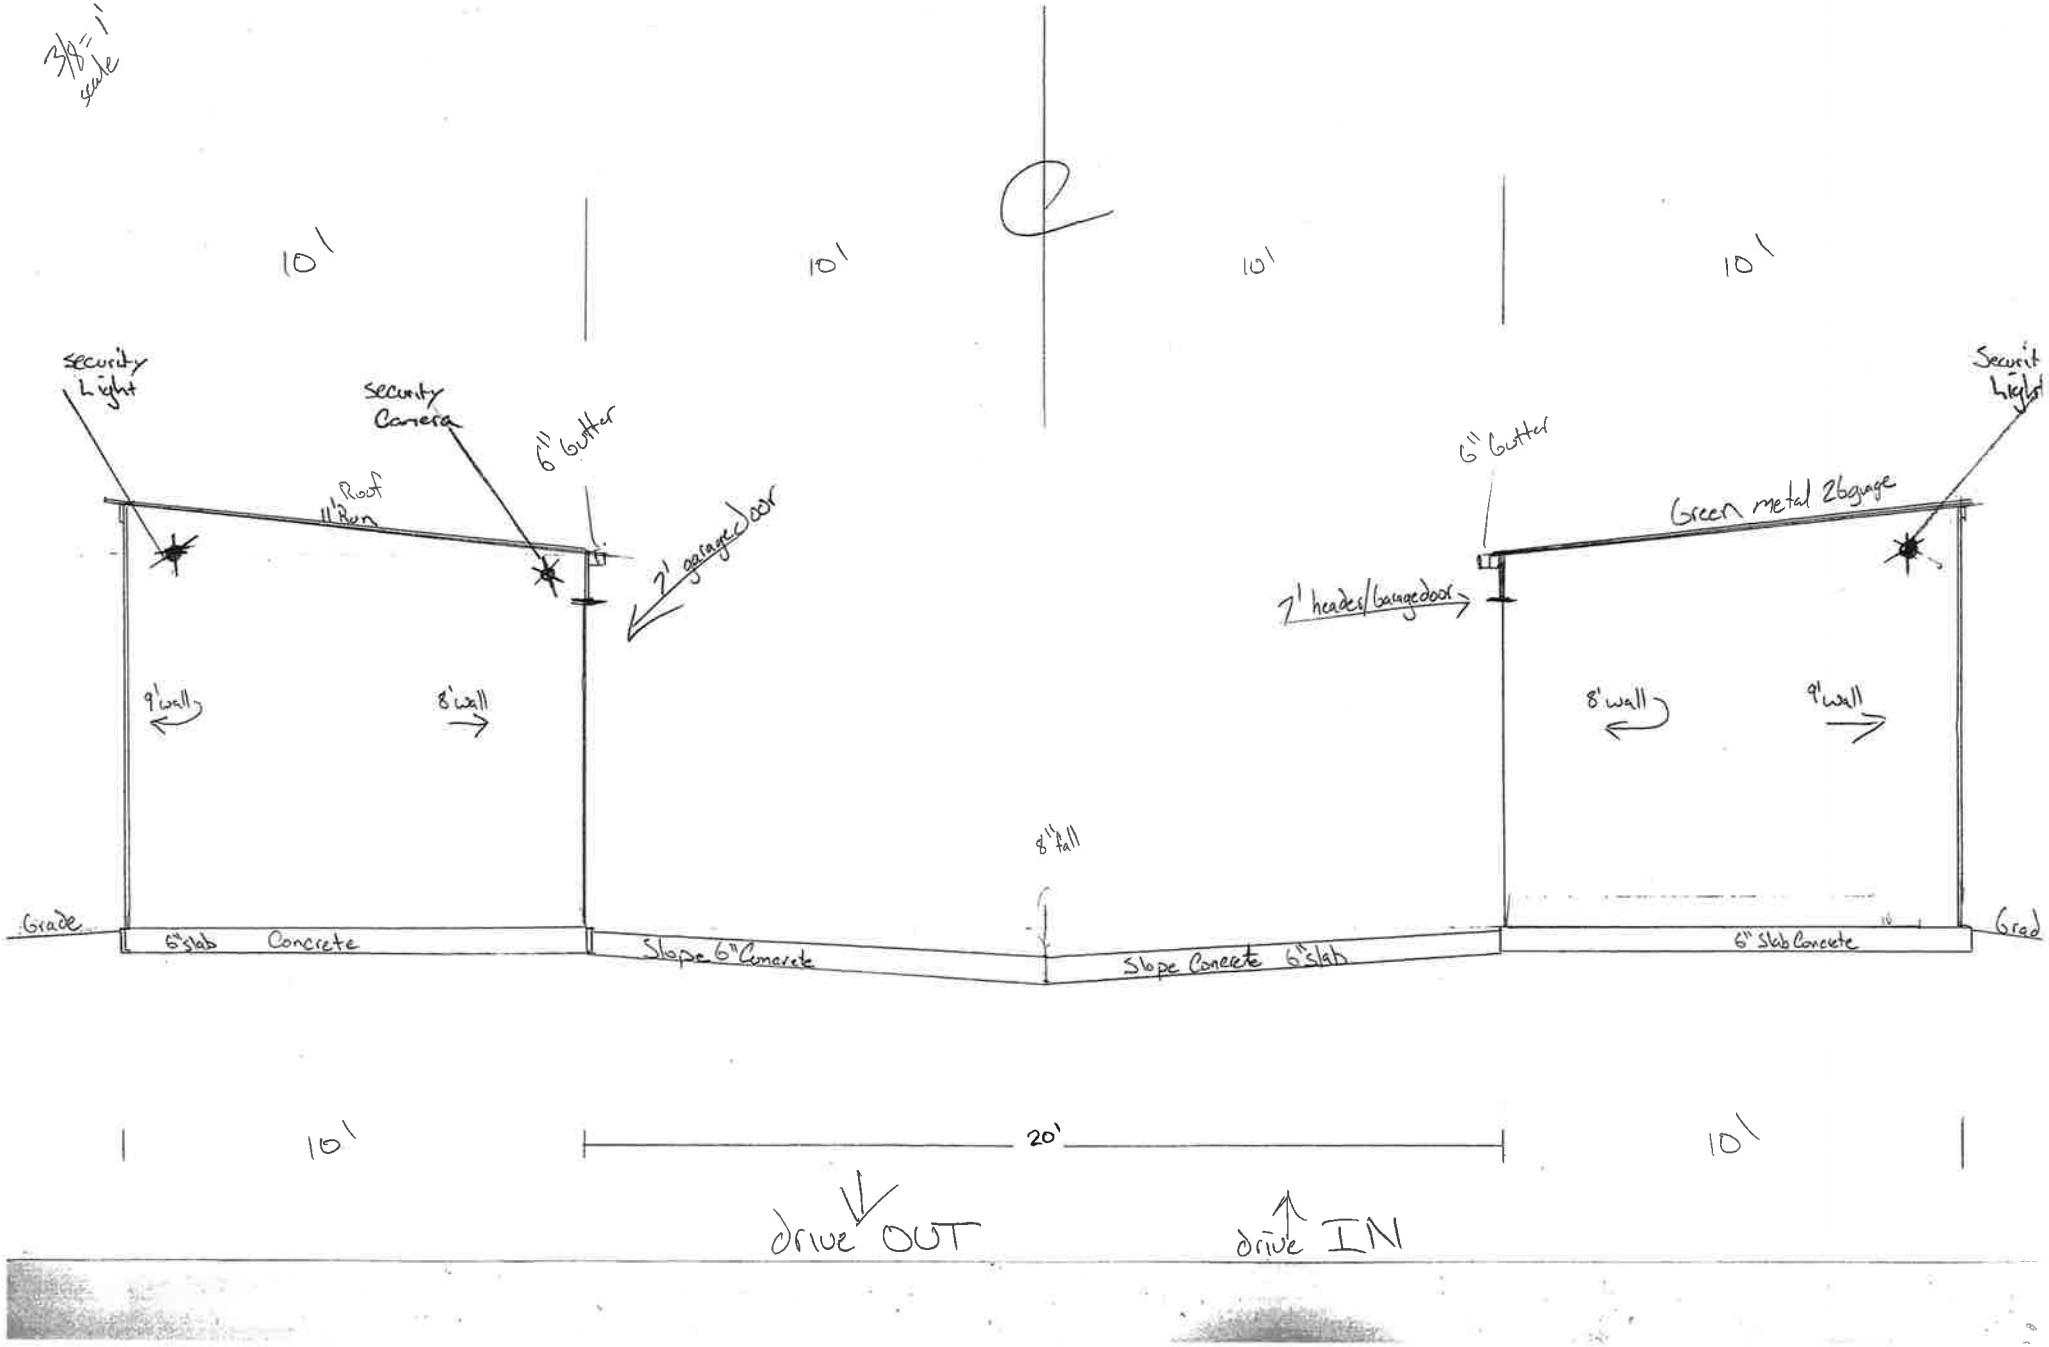 3/8=1'
scale
10'
10'
10'
10'
security
Light
security
Camera
6" Gutter
Roof
11' Run
7' garage door
6" Gutter
Green metal 26guage
Securit
Light
7' header/Garagedoor
9' wall
8' wall
8' wall
9' wall
8" fall
Grade
6" slab Concrete
Slope 6" Concrete
Slope Concrete 6" slab
6" Slab Concrete
Grad
10'
20'
10'
drive OUT
drive IN